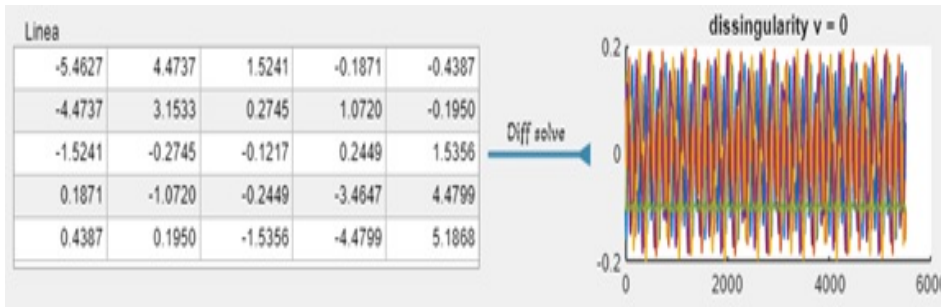 Linea
-5.4627 4.4737 1.5241 -0.1871 -0.4387
-4.4737 3.1533 0.2745 1.0720 -0.1950
-1.5241 -0.2745 -0.1217 0.2449 1.5356
0.1871 -1.0720 -0.2449 -3.4647 4.4799
0.4387 0.1950 -1.5356 -4.4799 5.1868
Diff solve
dissingularity v = 0
0.2
0
-0.2
0 2000 4000 600